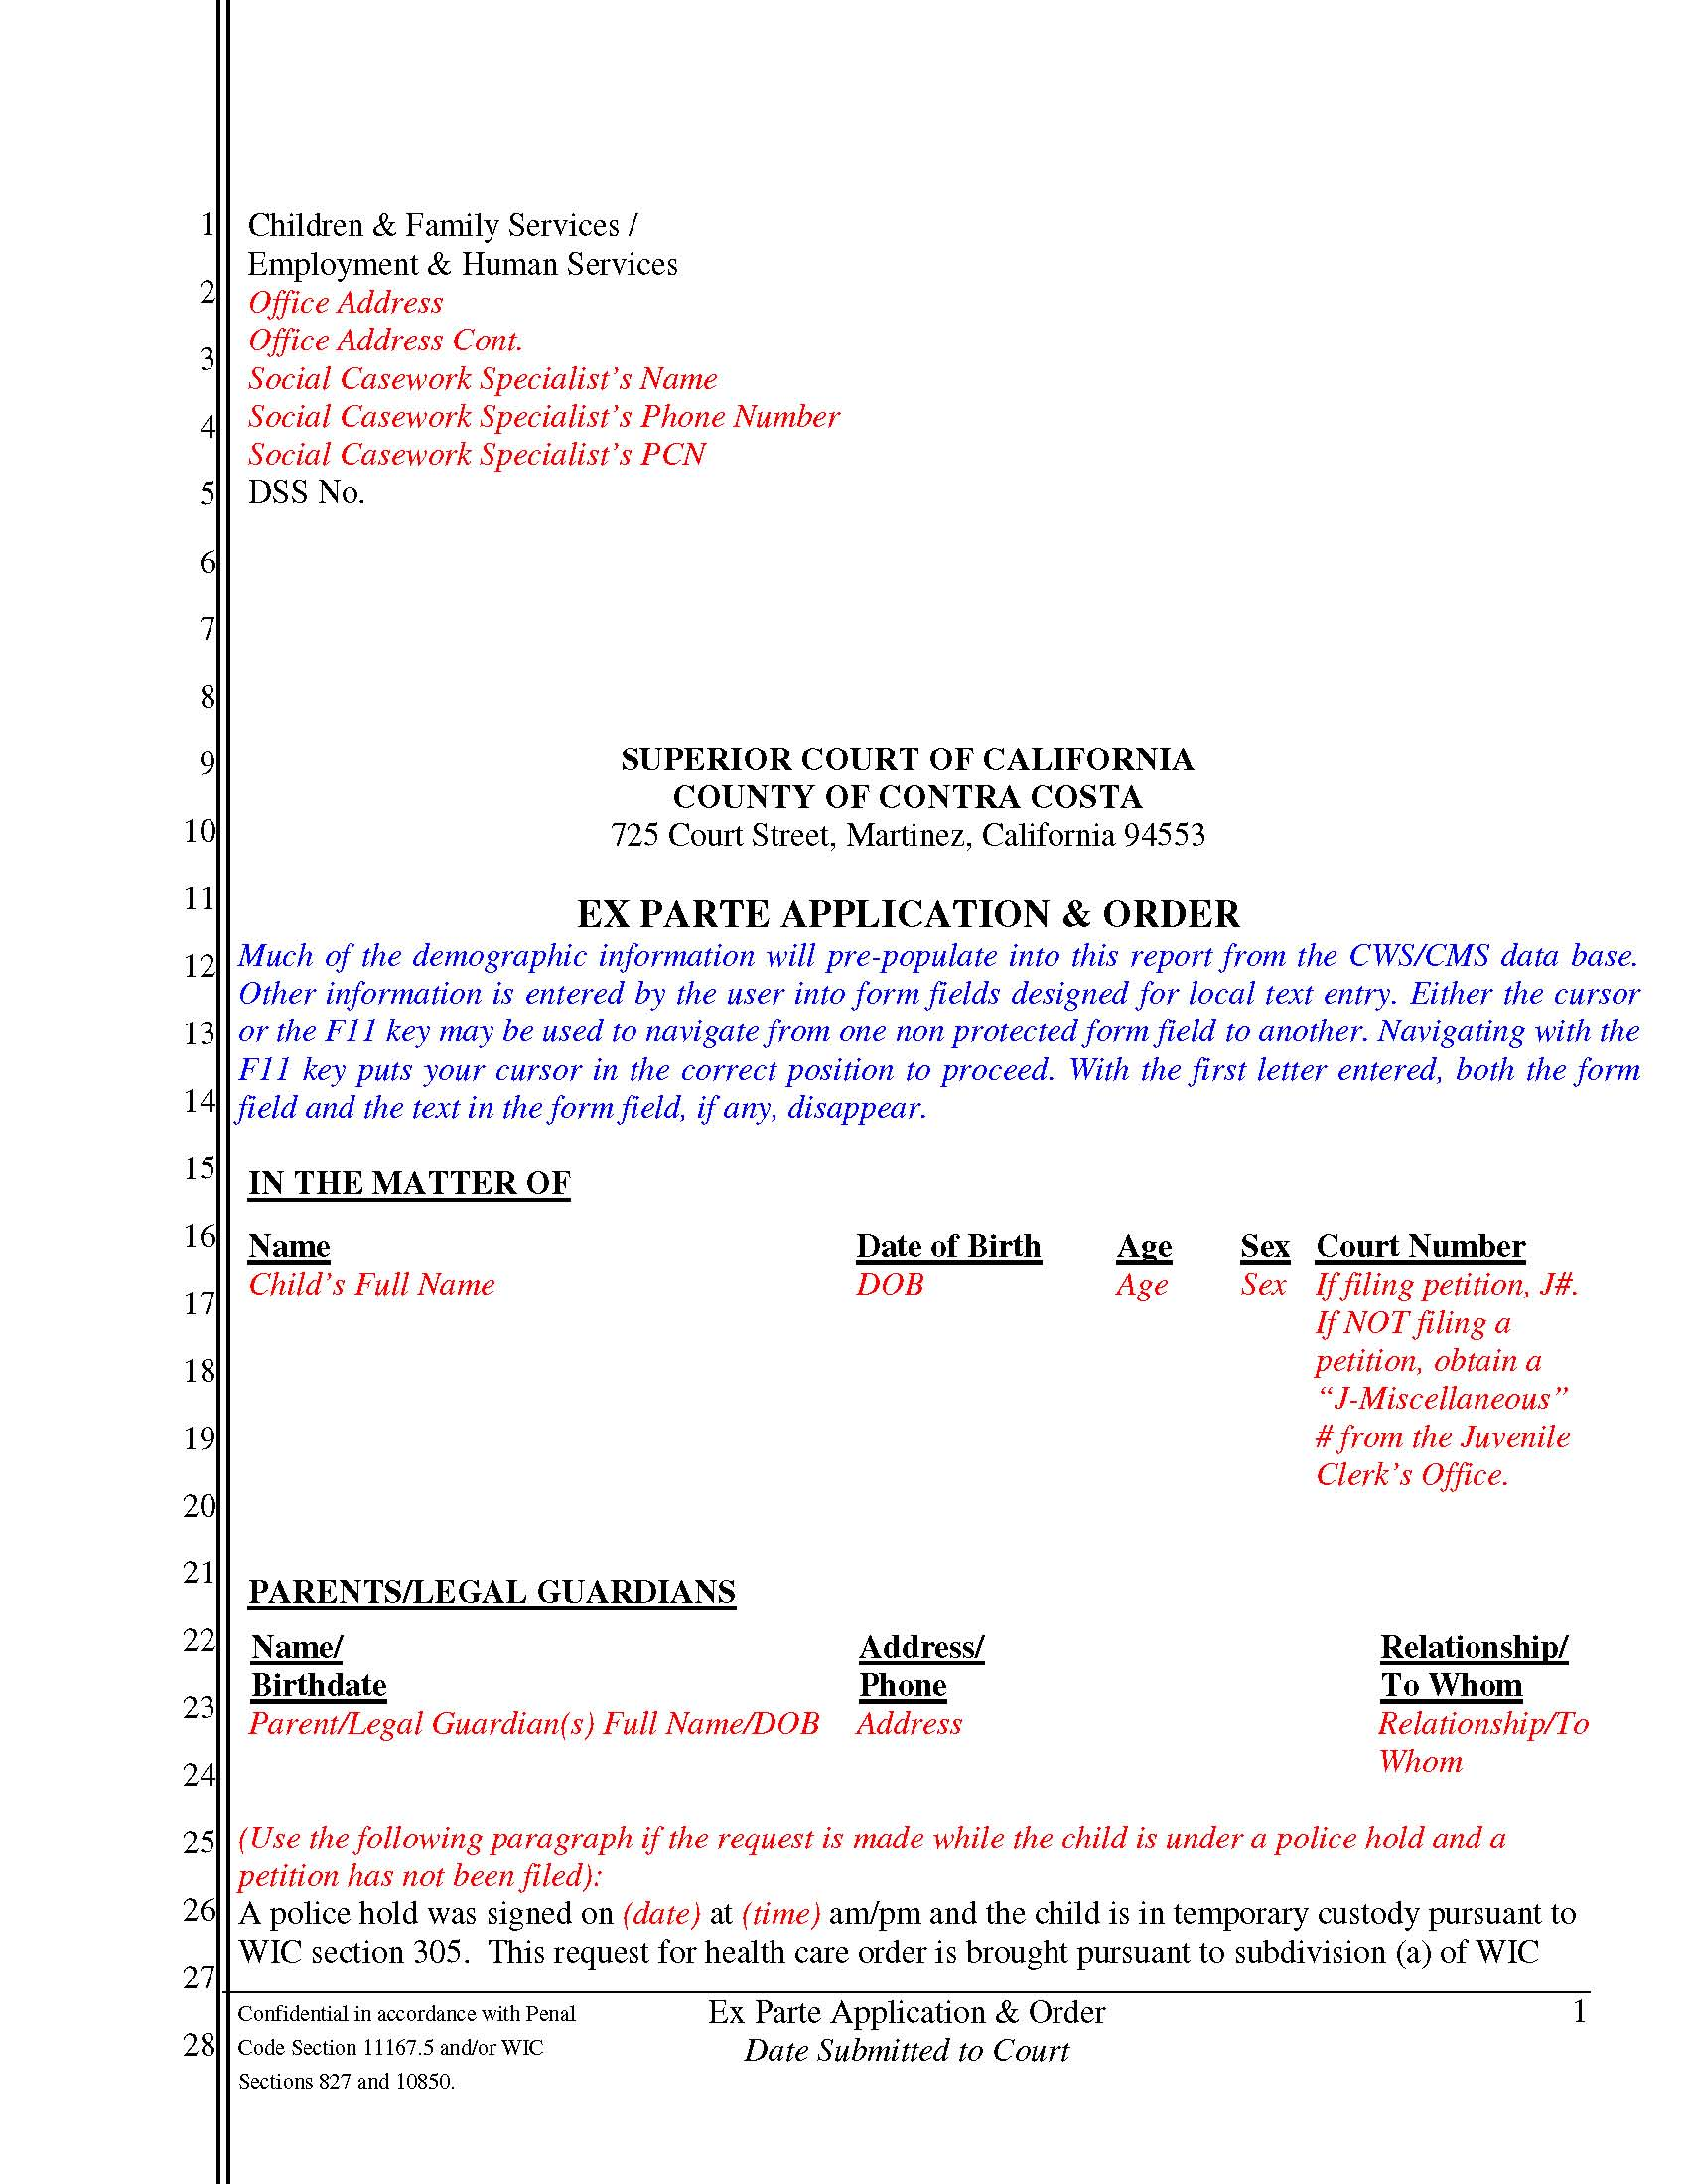 1 Children & Family Services /
Employment & Human Services
2 Office Address
Office Address Cont.
3 Social Casework Specialist’s Name
4 Social Casework Specialist’s Phone Number
Social Casework Specialist’s PCN
5 DSS No.
6
7
8
9 SUPERIOR COURT OF CALIFORNIA
COUNTY OF CONTRA COSTA
10 725 Court Street, Martinez, California 94553
11 EX PARTE APPLICATION & ORDER
12 Much of the demographic information will pre-populate into this report from the CWS/CMS data base.
Other information is entered by the user into form fields designed for local text entry. Either the cursor
13 or the F11 key may be used to navigate from one non protected form field to another. Navigating with the
F11 key puts your cursor in the correct position to proceed. With the first letter entered, both the form
14 field and the text in the form field, if any, disappear.
15 IN THE MATTER OF
16 Name Date of Birth Age Sex Court Number
17 Child’s Full Name DOB Age Sex If filing petition, J#.
If NOT filing a
18 petition, obtain a
“J-Miscellaneous”
19 # from the Juvenile
Clerk’s Office.
20
21 PARENTS/LEGAL GUARDIANS
22 Name/ Address/ Relationship/
Birthdate Phone To Whom
23 Parent/Legal Guardian(s) Full Name/DOB Address Relationship/To
24 Whom
25 (Use the following paragraph if the request is made while the child is under a police hold and a
petition has not been filed):
26 A police hold was signed on (date) at (time) am/pm and the child is in temporary custody pursuant to
WIC section 305. This request for health care order is brought pursuant to subdivision (a) of WIC
27
Confidential in accordance with Penal Ex Parte Application & Order 1
28 Code Section 11167.5 and/or WIC Date Submitted to Court
Sections 827 and 10850.